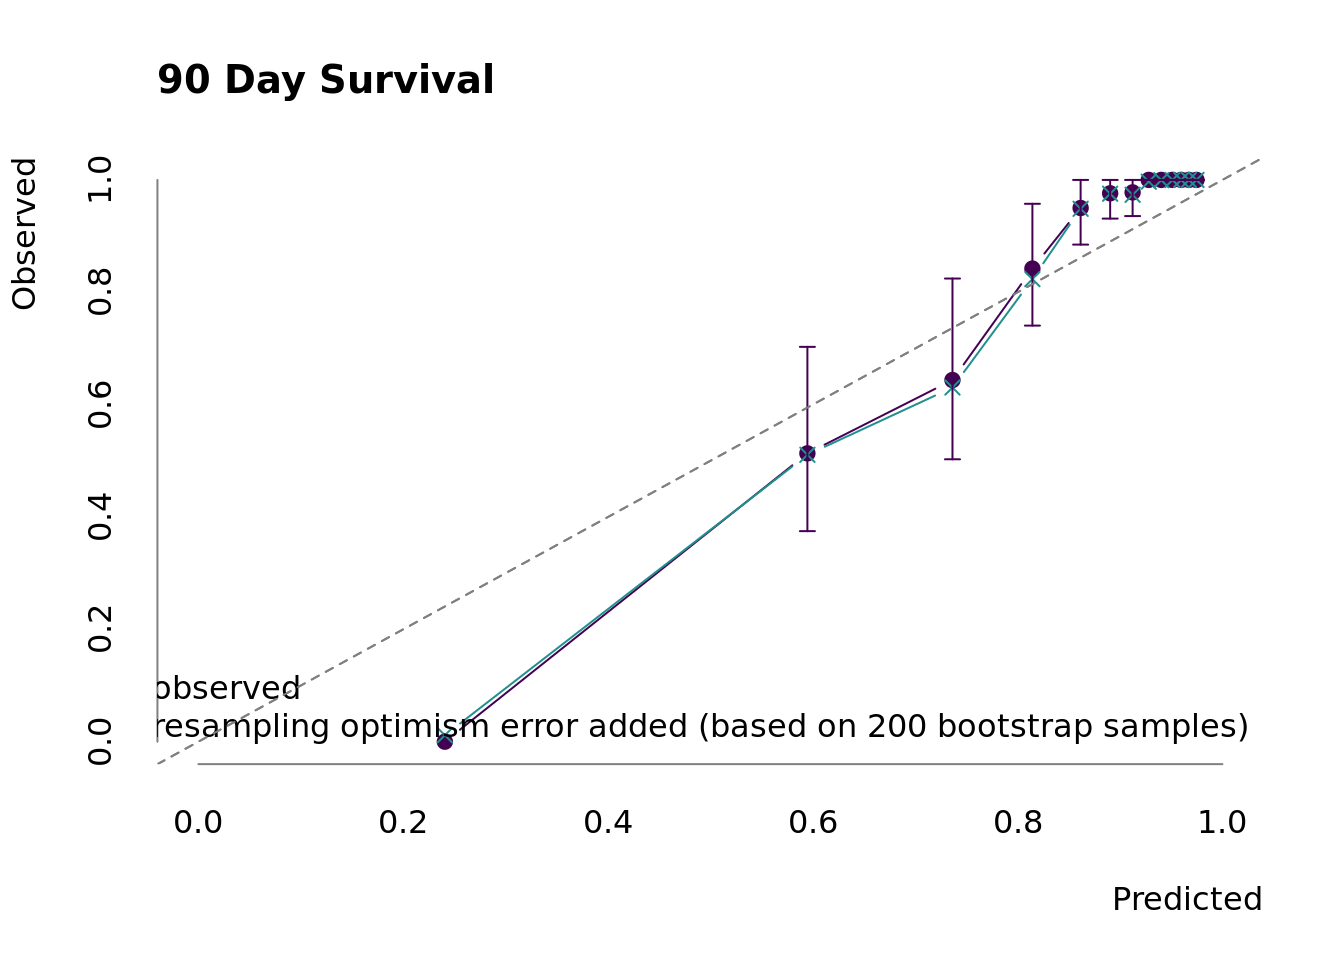 90 Day Survival
Observed
1.0
0.8
0.6
0.4
0.2
0.0
observed
resampling optimism error added (based on 200 bootstrap samples)
0.0 0.2 0.4 0.6 0.8 1.0
Predicted